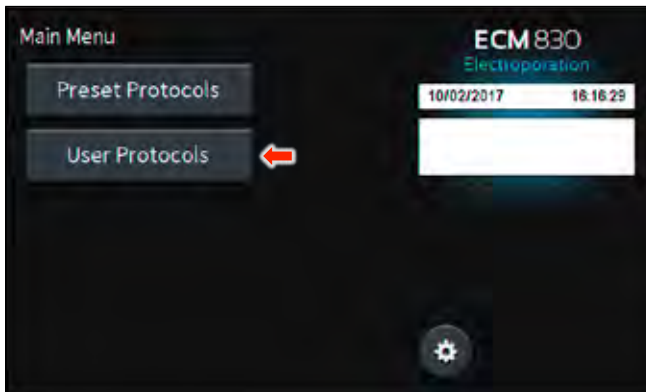 Main Menu
ECM 830
Electroporation
Preset Protocols
10/02/2017 16:16:29
User Protocols